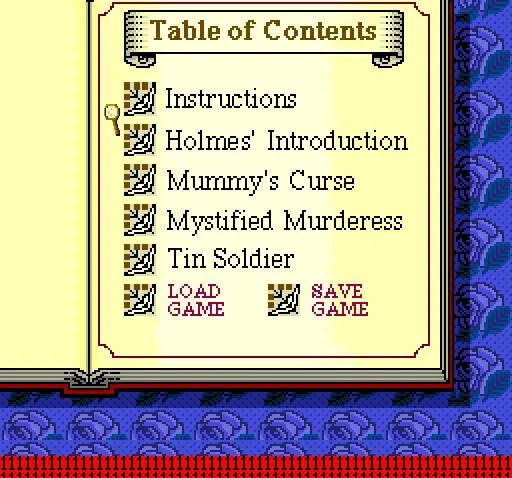 Table of Contents
Instructions
Holmes' Introduction
Mummy's Curse
Mystified Murderess
Tin Soldier
LOAD
GAME
SAVE
GAME